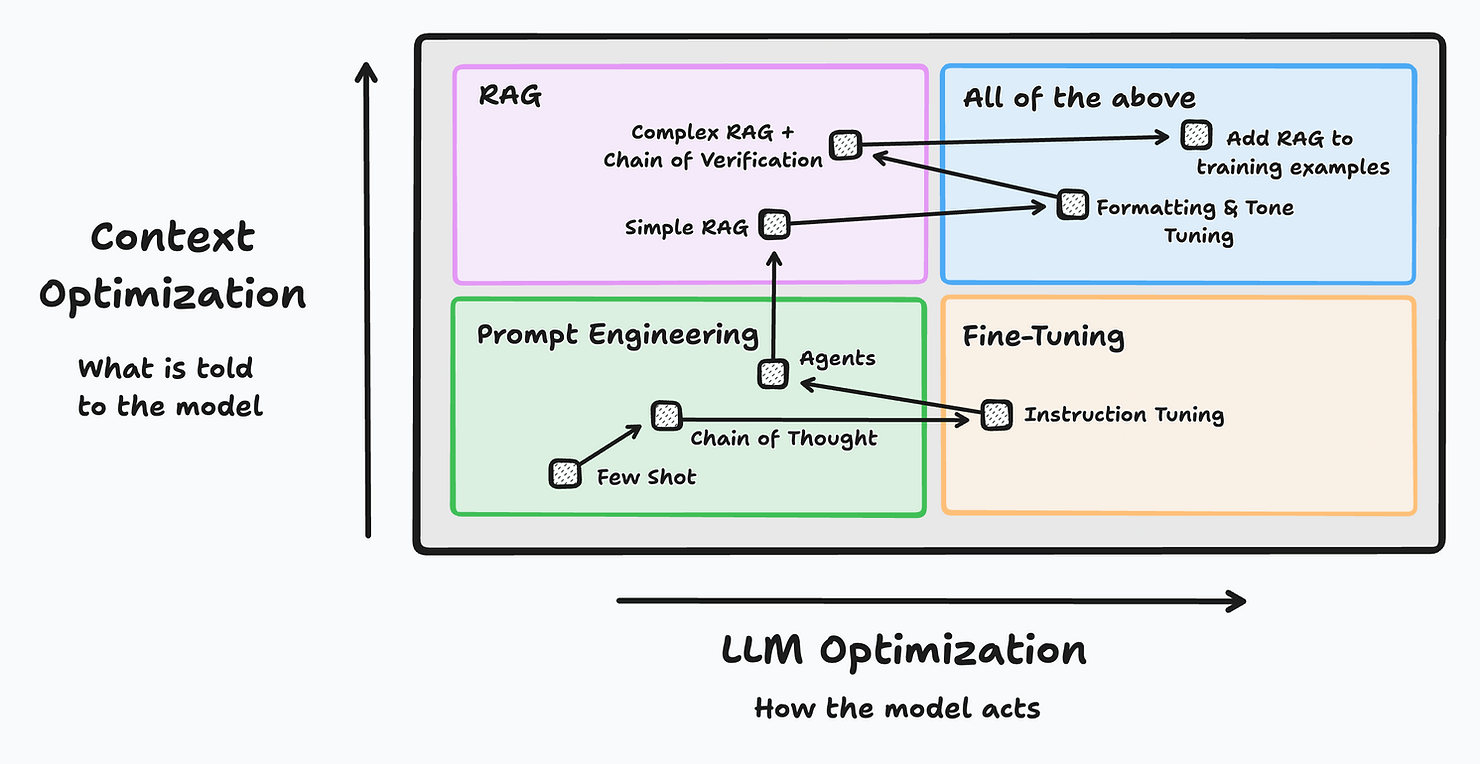 RAG
Complex RAG +
Chain of Verification
Simple RAG
All of the above
Add RAG to
training examples
Formatting & Tone
Tuning
Context
Optimization
What is told
to the model
Prompt Engineering
Agents
Chain of Thought
Few Shot
Fine-Tuning
Instruction Tuning
LLM Optimization
How the model acts